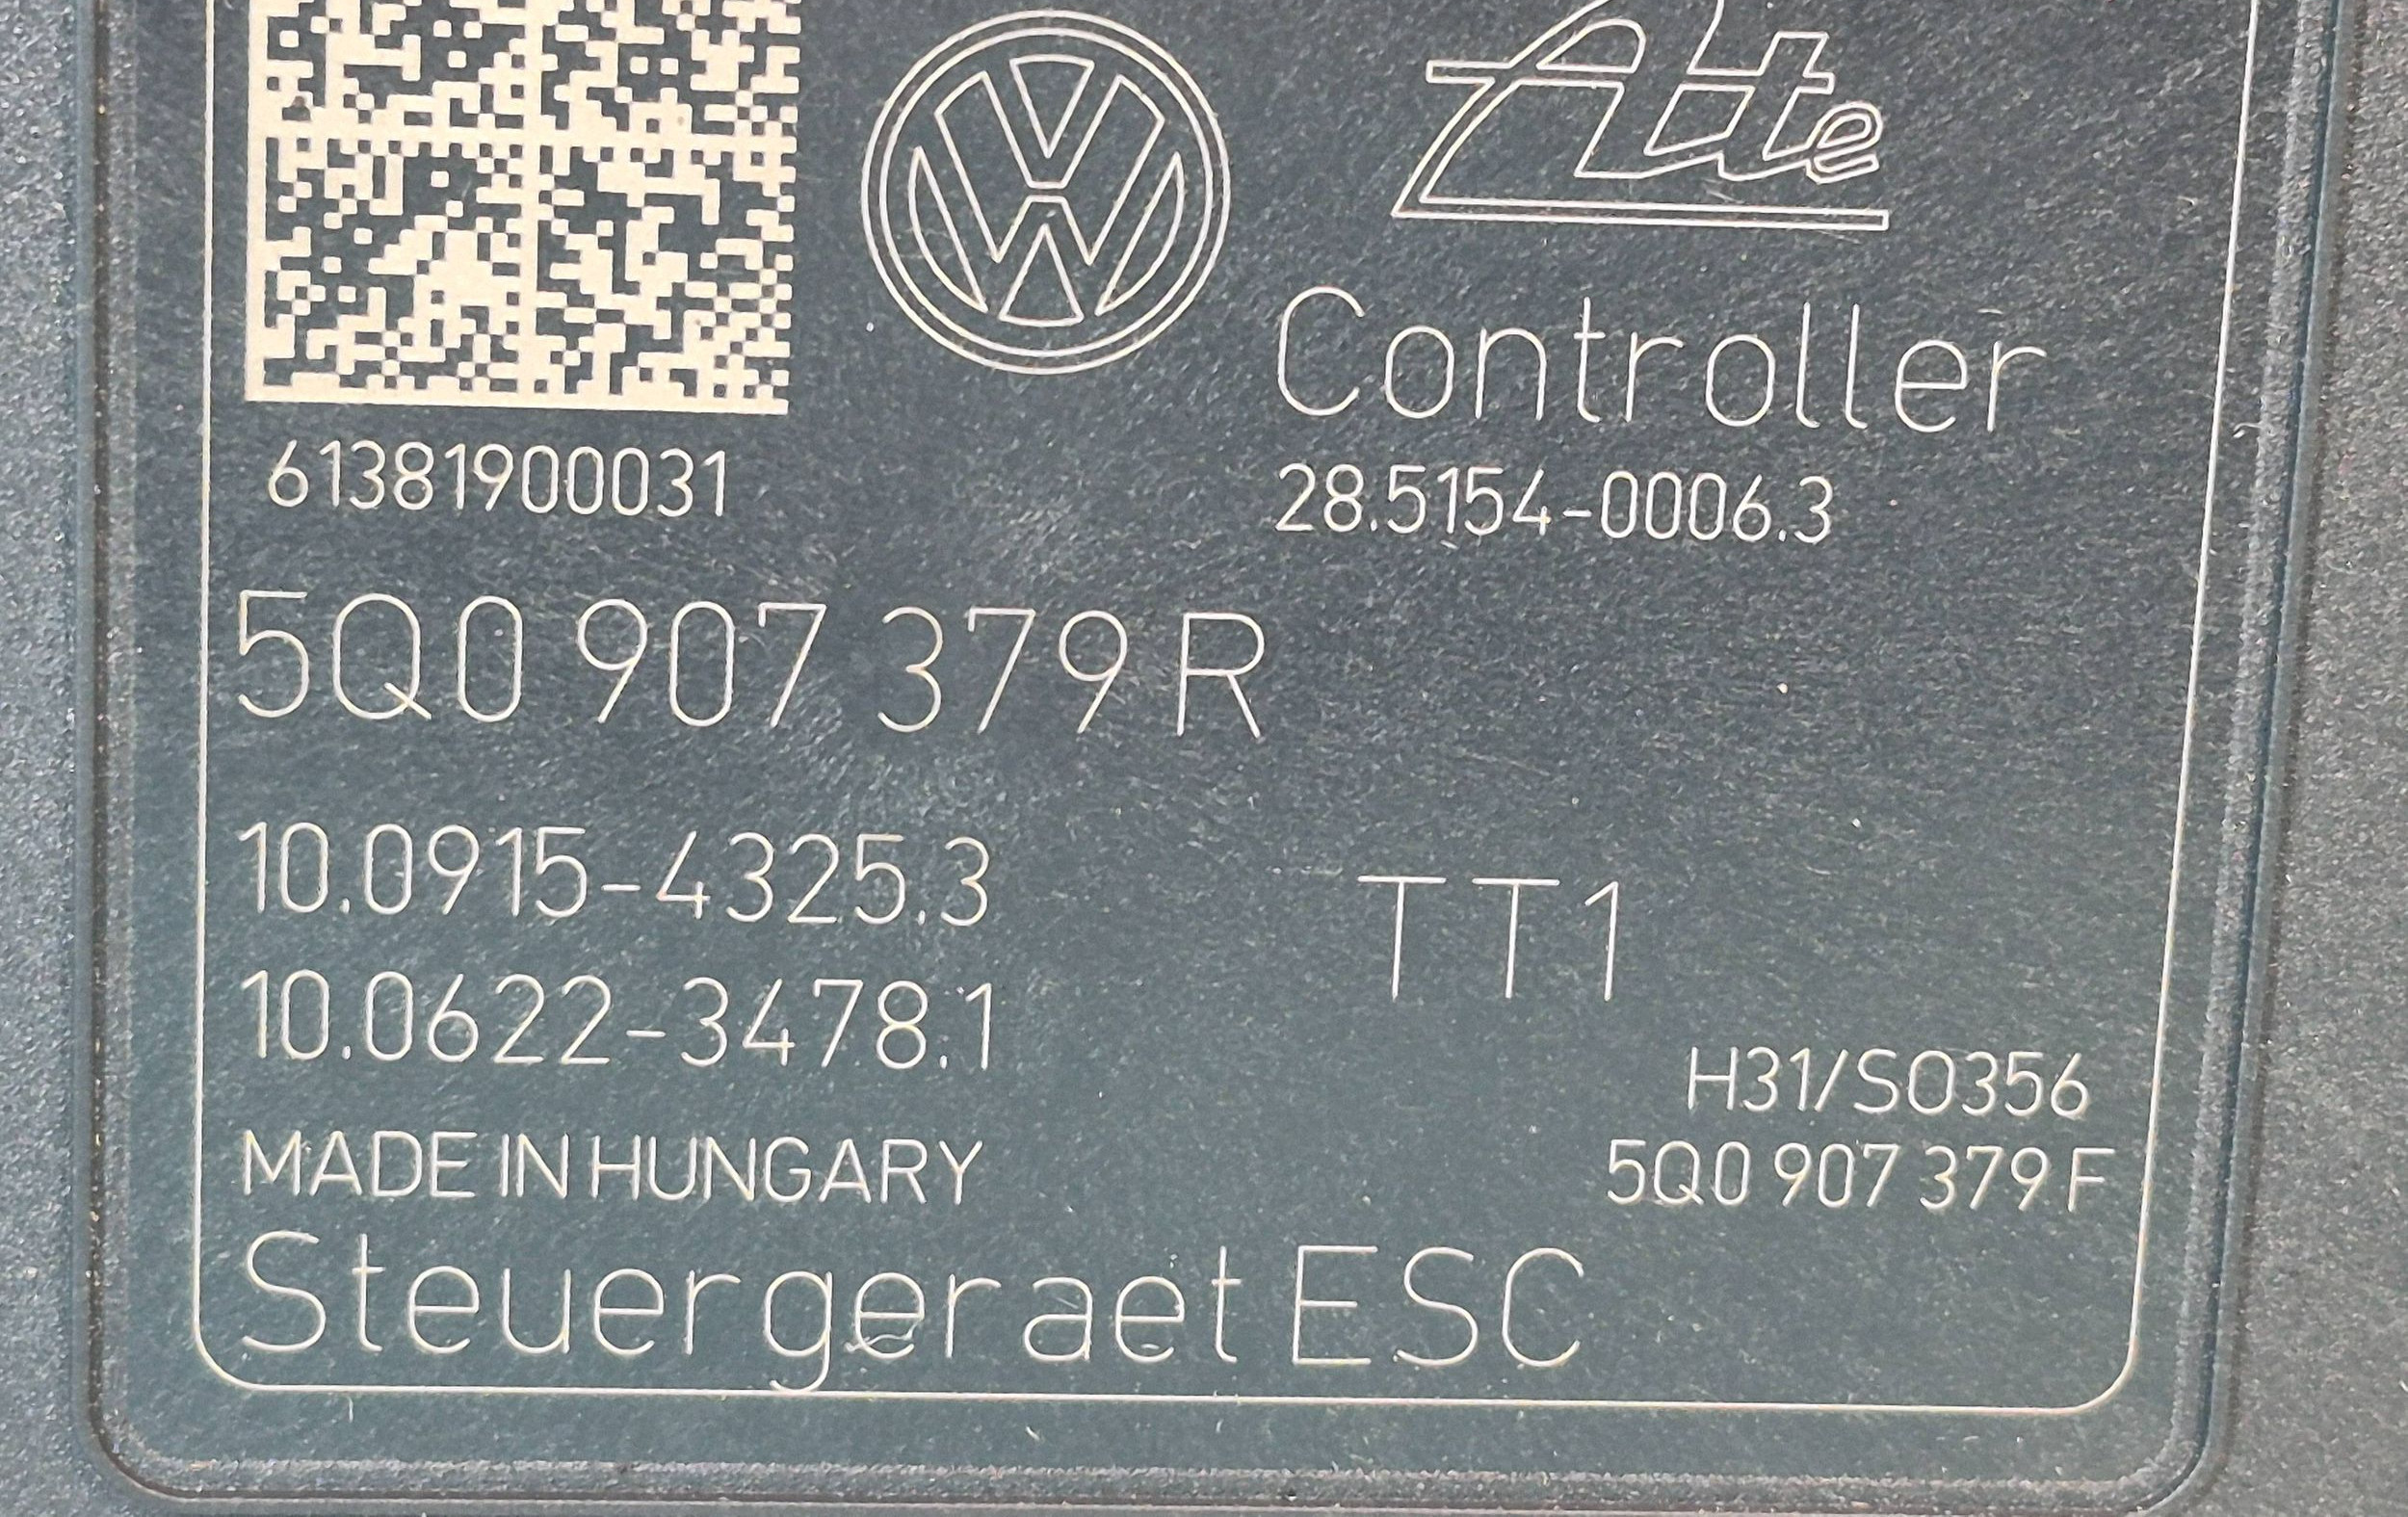 Ate
Controller
61381900031
28.5154-0006.3
5Q0 907 379 R
10.0915-4325.3
TT1
10.0622-3478.1
H31/SO356
MADE IN HUNGARY
5Q0 907 379 F
Steuergeraet ESC